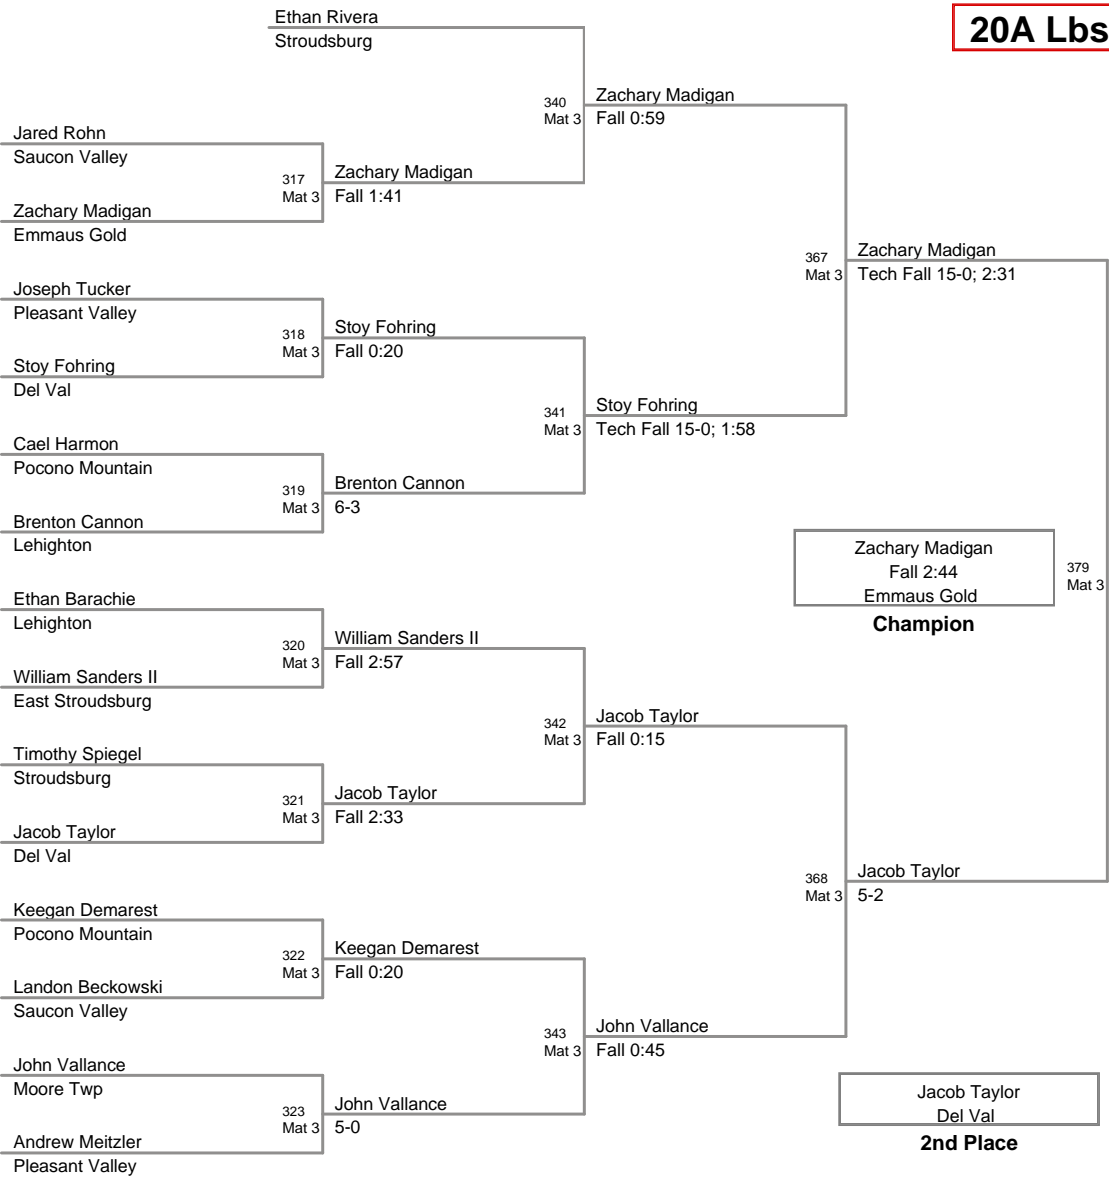 Ethan Rivera
Stroudsburg
20A Lbs
340
Mat 3
Zachary Madigan
Fall 0:59
Jared Rohn
Saucon Valley
317
Mat 3
Zachary Madigan
Fall 1:41
Zachary Madigan
Emmaus Gold
367
Mat 3
Zachary Madigan
Tech Fall 15-0; 2:31
Joseph Tucker
Pleasant Valley
318
Mat 3
Stoy Fohring
Fall 0:20
Stoy Fohring
Del Val
341
Mat 3
Stoy Fohring
Tech Fall 15-0; 1:58
Cael Harmon
Pocono Mountain
319
Mat 3
Brenton Cannon
6-3
Brenton Cannon
Lehighton
Zachary Madigan
Fall 2:44
Emmaus Gold
Champion
379
Mat 3
Ethan Barachie
Lehighton
320
Mat 3
William Sanders II
Fall 2:57
William Sanders II
East Stroudsburg
342
Mat 3
Jacob Taylor
Fall 0:15
Timothy Spiegel
Stroudsburg
321
Mat 3
Jacob Taylor
Fall 2:33
Jacob Taylor
Del Val
368
Mat 3
Jacob Taylor
5-2
Keegan Demarest
Pocono Mountain
322
Mat 3
Keegan Demarest
Fall 0:20
Landon Beckowski
Saucon Valley
343
Mat 3
John Vallance
Fall 0:45
John Vallance
Moore Twp
323
Mat 3
John Vallance
5-0
Andrew Meitzler
Pleasant Valley
Jacob Taylor
Del Val
2nd Place